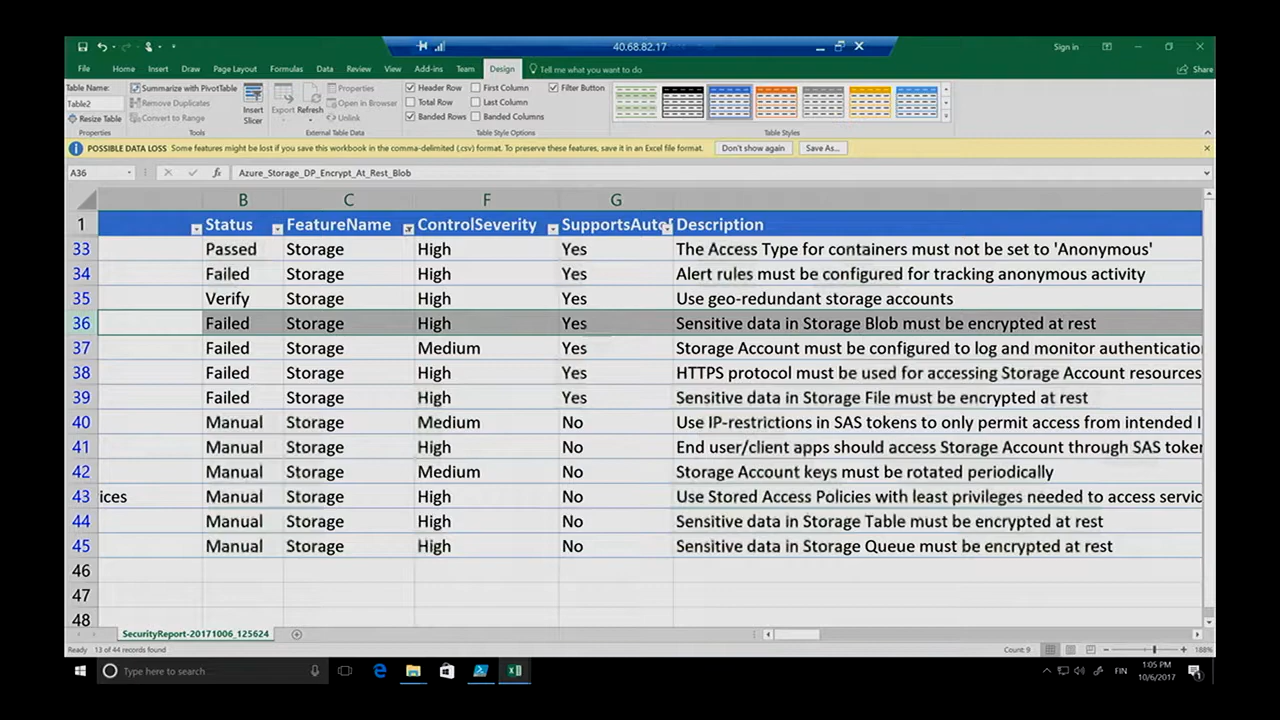 40.68.82.17
Sign in
File Home Insert Draw Page Layout Formulas Data Review View Add-ins Team Design Tell me what you want to do Share
Table Name:
Table2
Resize Table
Properties
Summarize with PivotTable
Remove Duplicates
Convert to Range
Tools
Insert Slicer
Export Refresh
Properties
Open in Browser
Unlink
External Table Data
Header Row First Column Filter Button
Total Row Last Column
Banded Rows Banded Columns
Table Style Options
Table Styles
POSSIBLE DATA LOSS Some features might be lost if you save this workbook in the comma-delimited (.csv) format. To preserve these features, save it in an Excel file format. Don't show again Save As...
A36 fx Azure_Storage_DP_Encrypt_At_Rest_Blob
B C F G
1 Status FeatureName ControlSeverity SupportsAutof Description
33 Passed Storage High Yes The Access Type for containers must not be set to 'Anonymous'
34 Failed Storage High Yes Alert rules must be configured for tracking anonymous activity
35 Verify Storage High Yes Use geo-redundant storage accounts
36 Failed Storage High Yes Sensitive data in Storage Blob must be encrypted at rest
37 Failed Storage Medium Yes Storage Account must be configured to log and monitor authenticatio
38 Failed Storage High Yes HTTPS protocol must be used for accessing Storage Account resources
39 Failed Storage High Yes Sensitive data in Storage File must be encrypted at rest
40 Manual Storage Medium No Use IP-restrictions in SAS tokens to only permit access from intended I
41 Manual Storage High No End user/client apps should access Storage Account through SAS token
42 Manual Storage Medium No Storage Account keys must be rotated periodically
43 ices Manual Storage High No Use Stored Access Policies with least privileges needed to access servic
44 Manual Storage High No Sensitive data in Storage Table must be encrypted at rest
45 Manual Storage High No Sensitive data in Storage Queue must be encrypted at rest
46
47
48
SecurityReport-20171006_125624
Ready 13 of 44 records found Count: 9 188%
Type here to search FIN 1:05 PM
10/6/2017